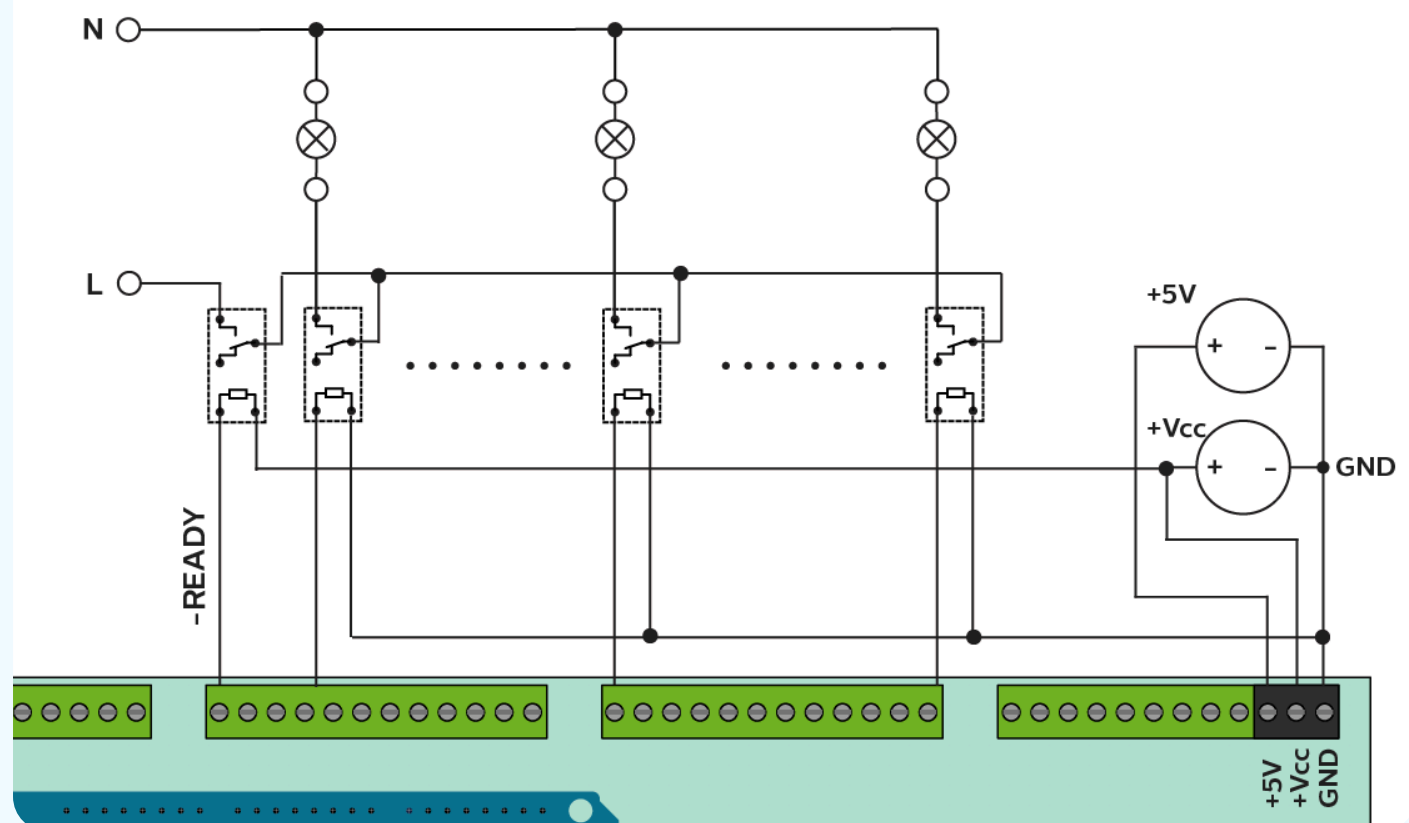 N
L
+5V
+Vcc
GND
-READY
+5V
+Vcc
GND